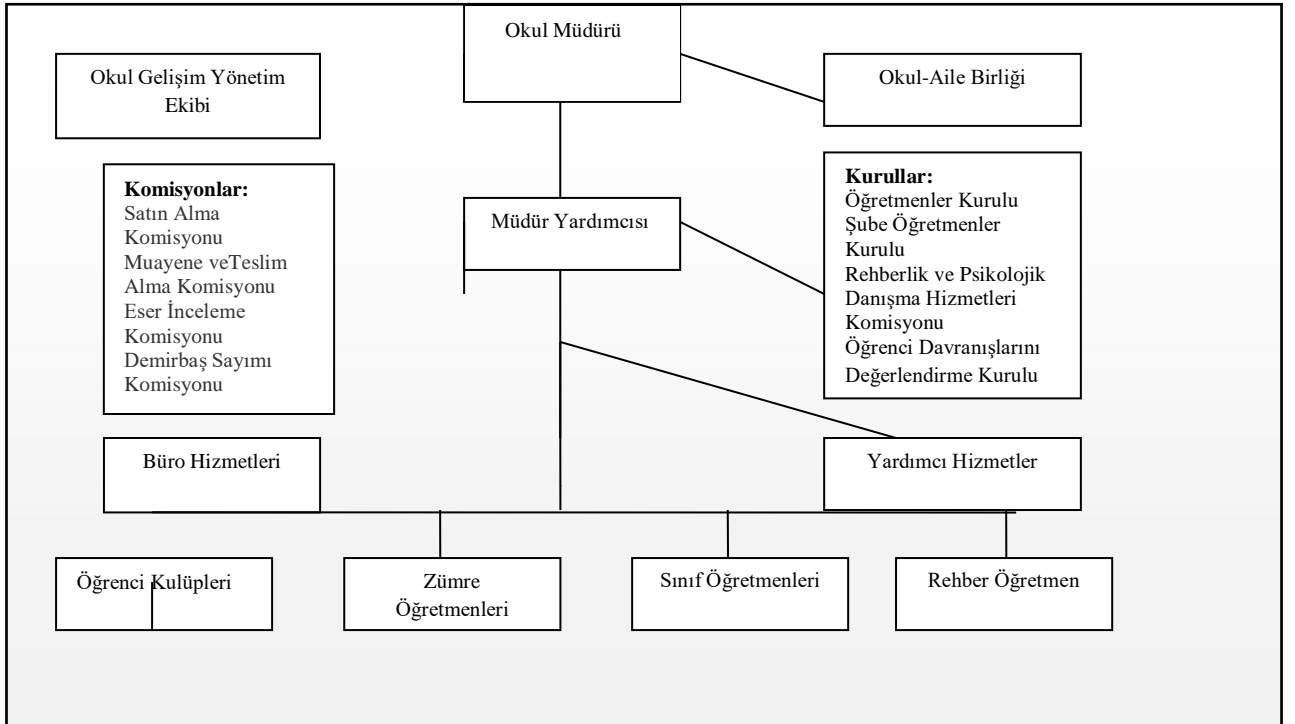 Okul Müdürü
Okul Gelişim Yönetim
Ekibi
Okul-Aile Birliği
Komisyonlar:
Satın Alma
Komisyonu
Muayene veTeslim
Alma Komisyonu
Eser İnceleme
Komisyonu
Demirbaş Sayımı
Komisyonu
Müdür Yardımcısı
Kurullar:
Öğretmenler Kurulu
Şube Öğretmenler
Kurulu
Rehberlik ve Psikolojik
Danışma Hizmetleri
Komisyonu
Öğrenci Davranışlarını
Değerlendirme Kurulu
Büro Hizmetleri
Yardımcı Hizmetler
Öğrenci Kulüpleri
Zümre
Öğretmenleri
Sınıf Öğretmenleri
Rehber Öğretmen